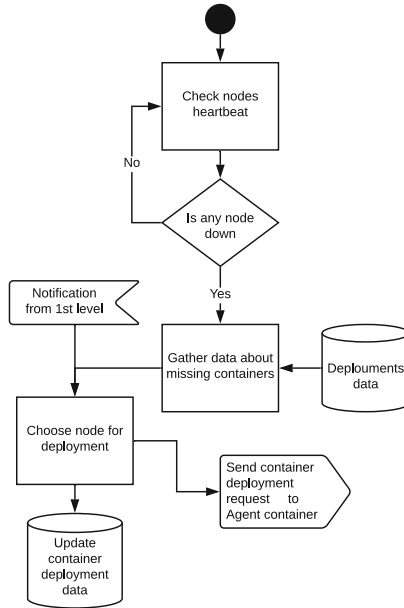 Check nodes
heartbeat
No
Is any node
down
Yes
Notification
from 1st level
Gather data about
missing containers
Deplouments
data
Choose node for
deployment
Send container
deployment
request to
Agent container
Update
container
deployment
data